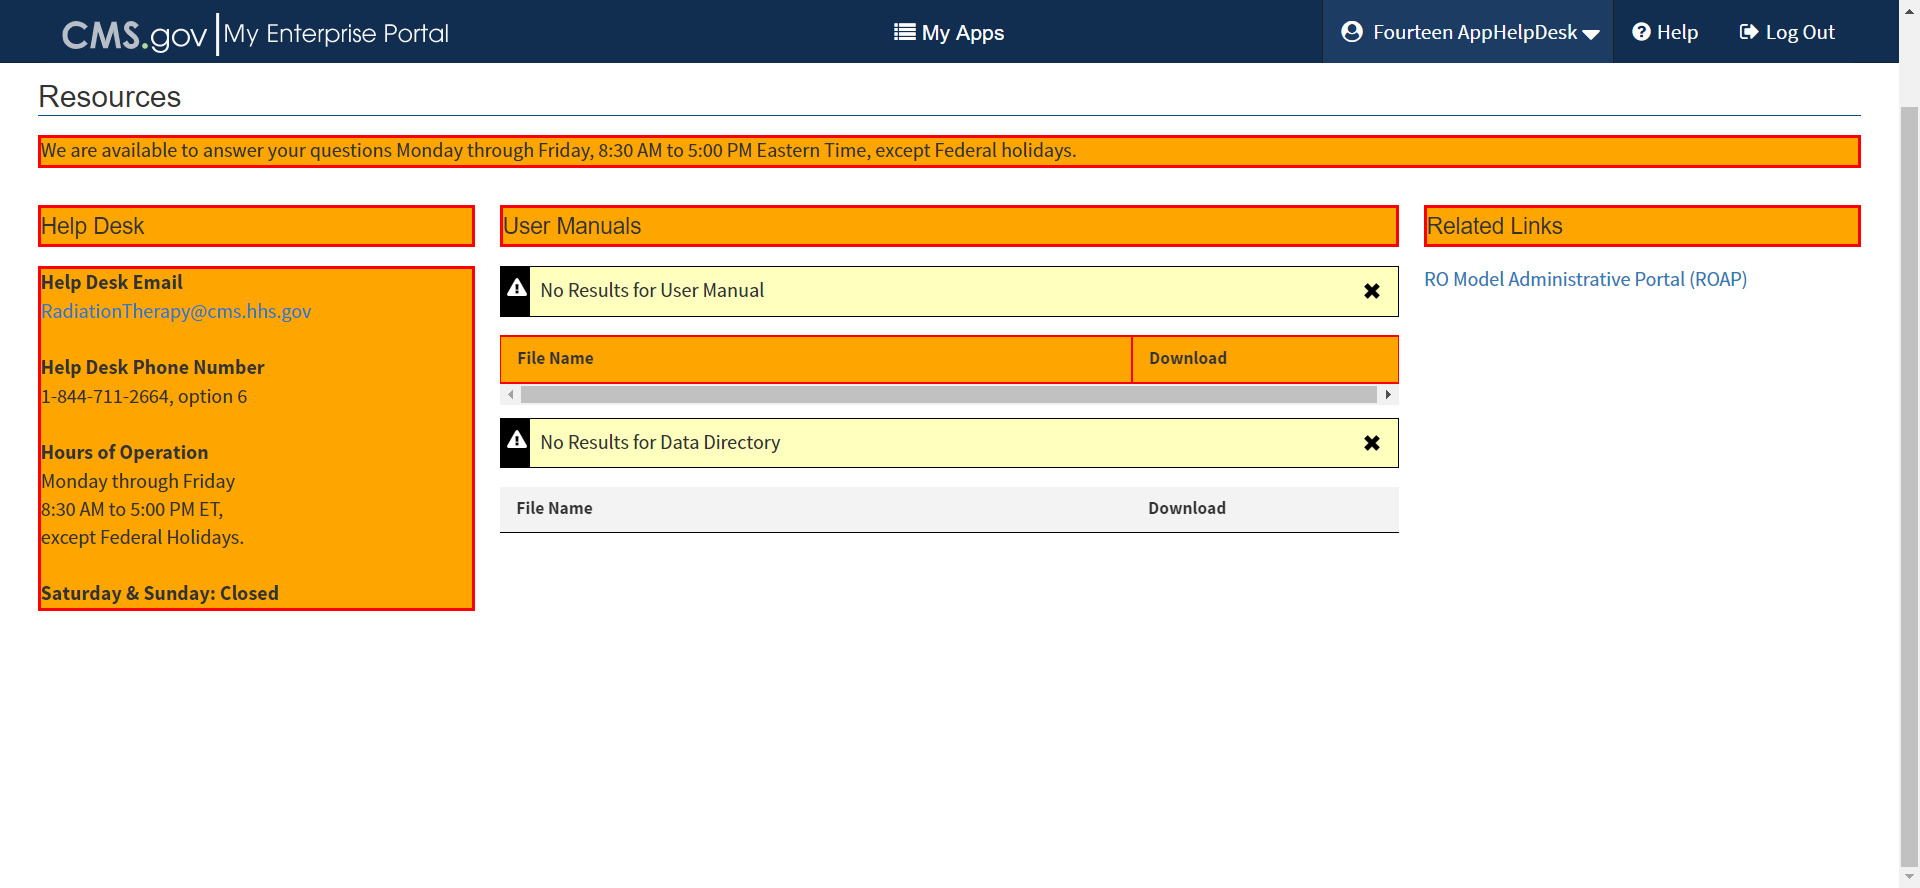 CMS.gov My Enterprise Portal
My Apps
Fourteen AppHelpDesk
Help
Log Out
Resources
We are available to answer your questions Monday through Friday, 8:30 AM to 5:00 PM Eastern Time, except Federal holidays.
Help Desk
Help Desk Email
RadiationTherapy@cms.hhs.gov
Help Desk Phone Number
1-844-711-2664, option 6
Hours of Operation
Monday through Friday
8:30 AM to 5:00 PM ET,
except Federal Holidays.
Saturday & Sunday: Closed
User Manuals
No Results for User Manual
File Name Download
No Results for Data Directory
File Name Download
Related Links
RO Model Administrative Portal (ROAP)